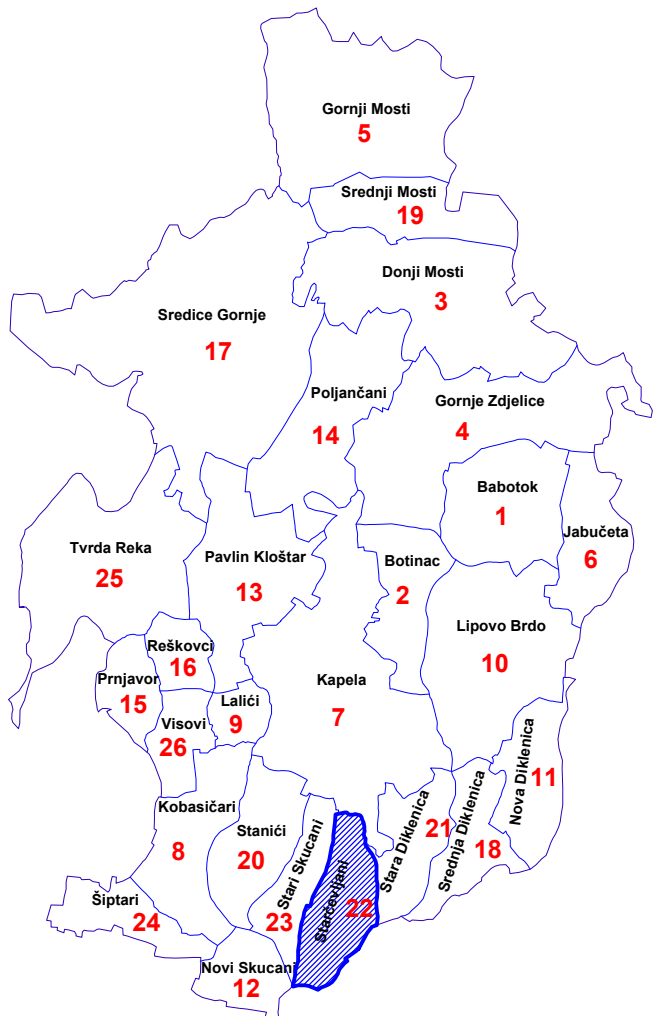 Gornji Mosti
5
Srednji Mosti
19
Donji Mosti
3
Sredice Gornje
17
Poljančani
14
Gornje Zdjelice
4
Babotok
1
Jabučeta
6
Tvrda Reka
25
Pavlin Kloštar
13
Botinac
2
Lipovo Brdo
10
Reškovci
16
Prnjavor
15
Lalići
9
Kapela
7
Visovi
26
Nova Diklenica
11
Kobasičari
8
Stanići
20
Stari Skucani
23
Starčevljani
22
Stara Diklenica
21
Srednja Diklenica
18
Šiptari
24
Novi Skucani
12